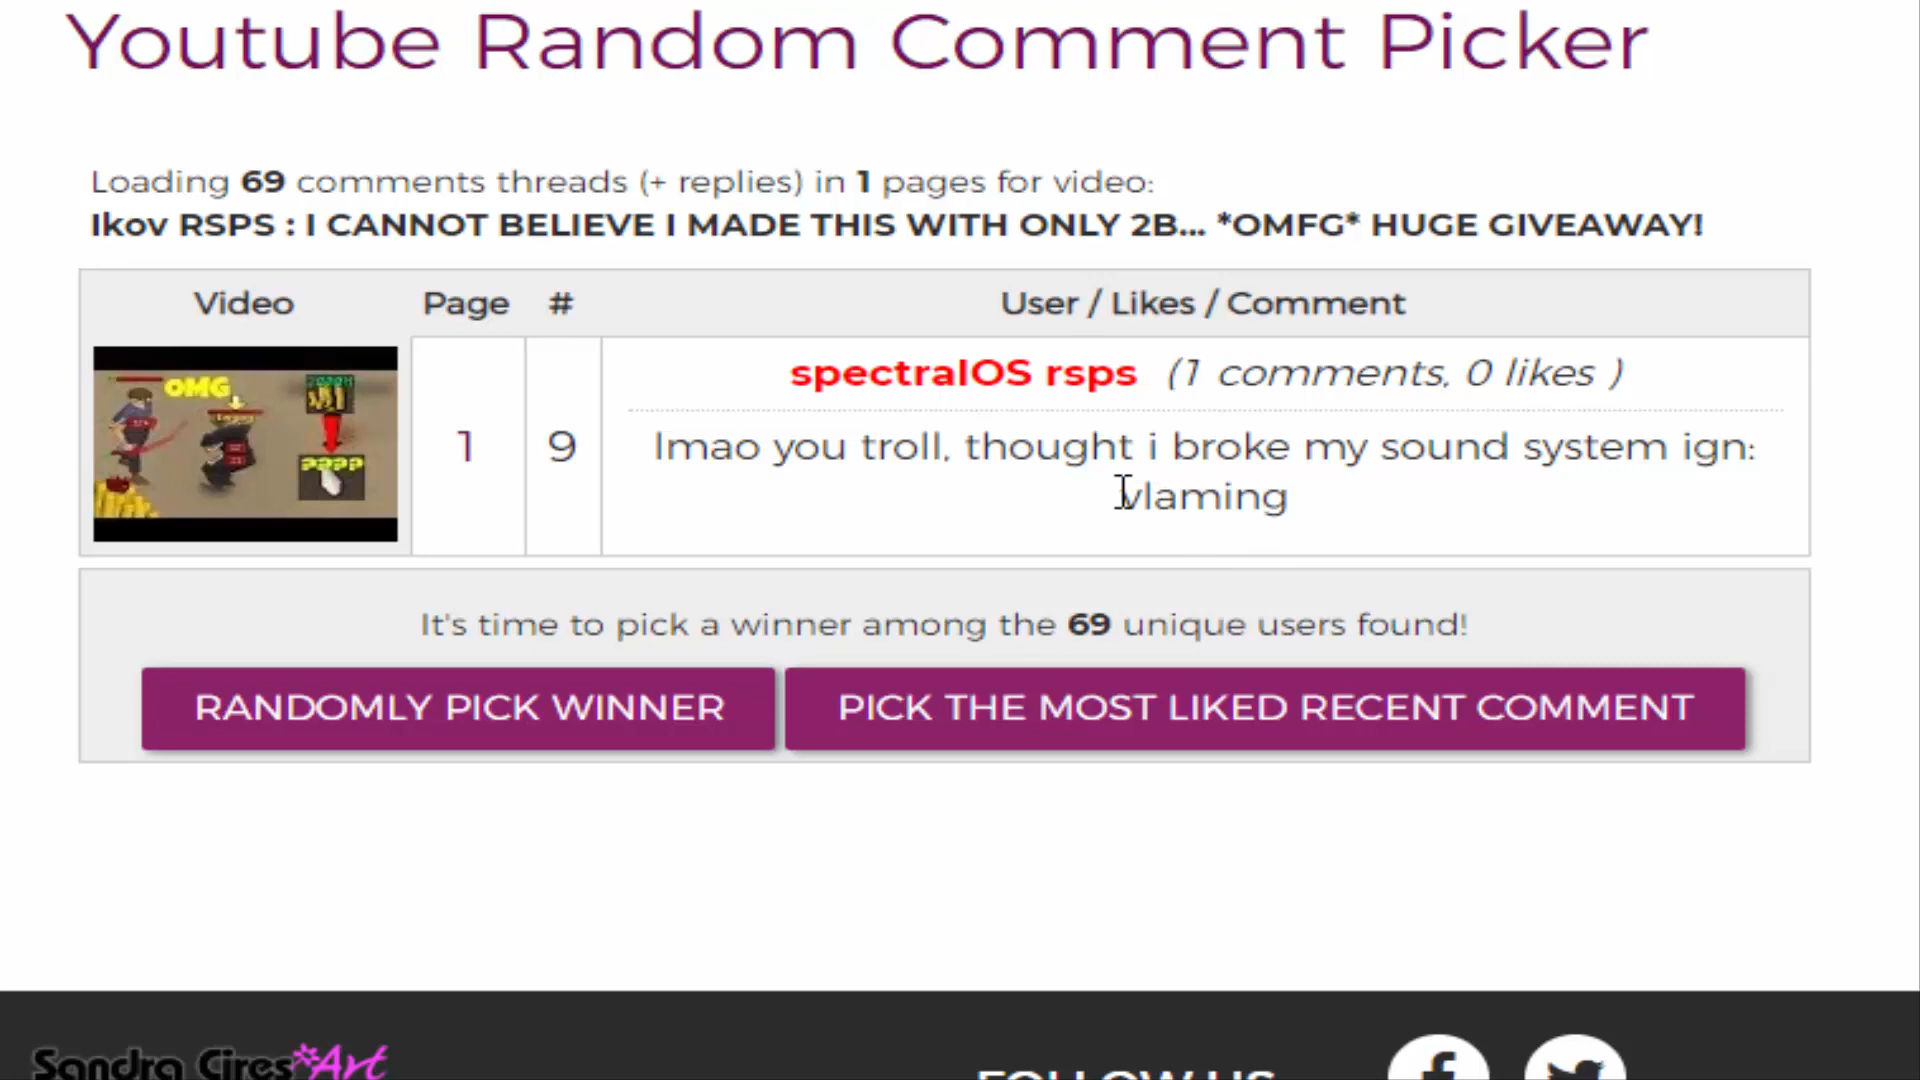 Youtube Random Comment Picker
Loading 69 comments threads (+ replies) in 1 pages for video:
Ikov RSPS : I CANNOT BELIEVE I MADE THIS WITH ONLY 2B... *OMFG* HUGE GIVEAWAY!
Video Page # User / Likes / Comment
OMG
????
1 9
spectralOS rsps (1 comments, 0 likes )
lmao you troll, thought i broke my sound system ign:
vlaming
It's time to pick a winner among the 69 unique users found!
RANDOMLY PICK WINNER PICK THE MOST LIKED RECENT COMMENT
Sandra Cires*Art
FOLLOW US